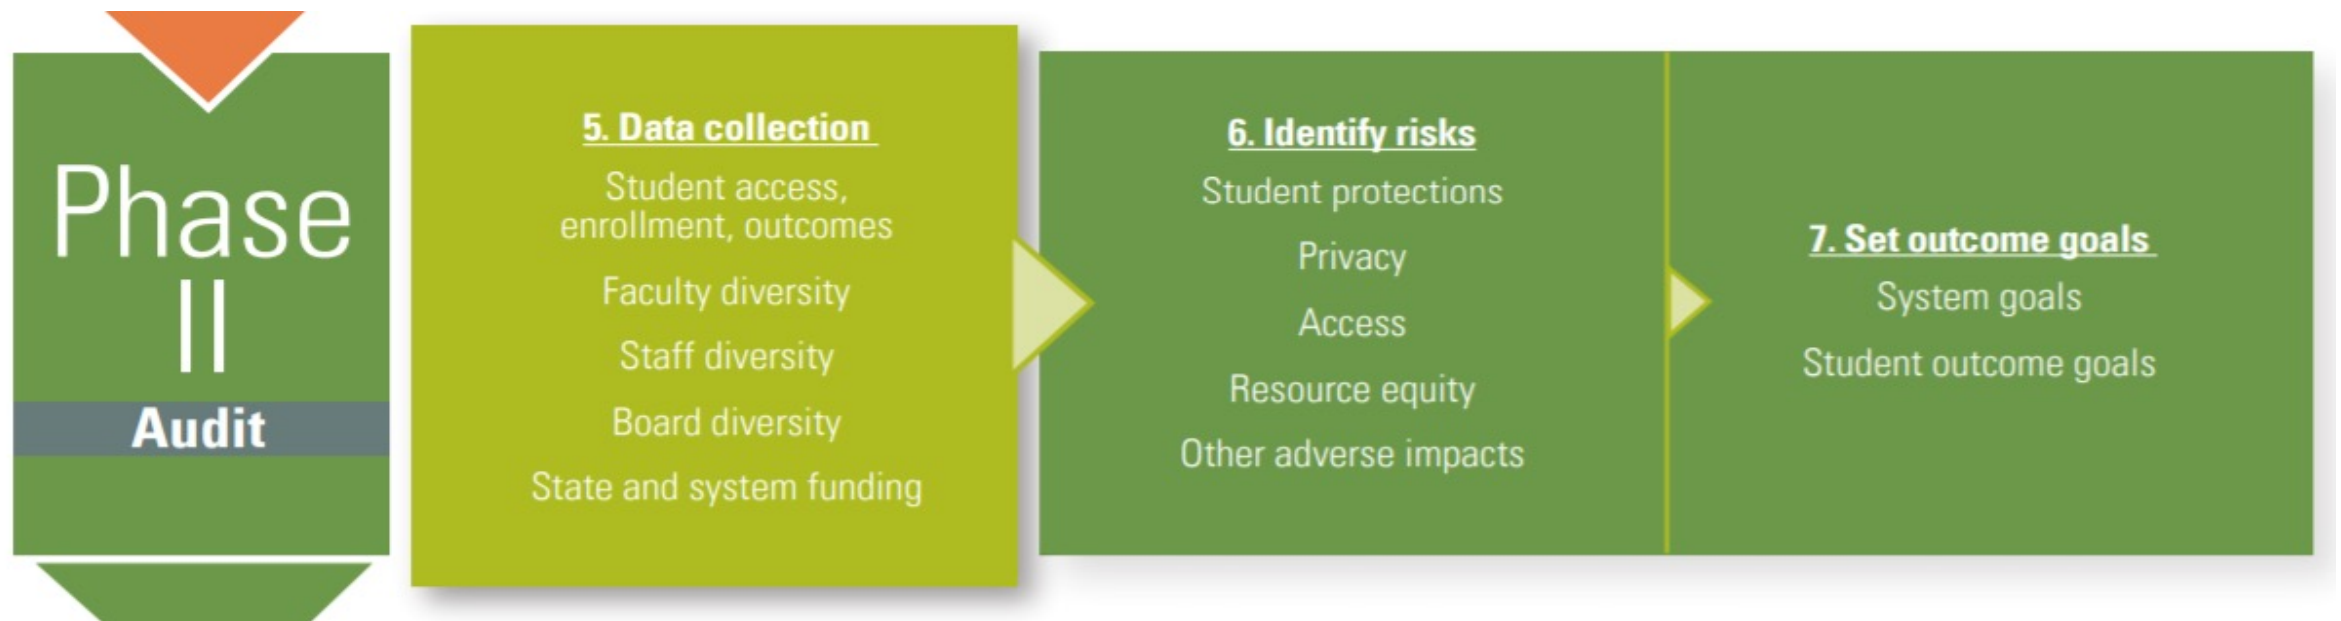 Phase
II
Audit
5. Data collection
Student access,
enrollment, outcomes
Faculty diversity
Staff diversity
Board diversity
State and system funding
6. Identify risks
Student protections
Privacy
Access
Resource equity
Other adverse impacts
7. Set outcome goals
System goals
Student outcome goals